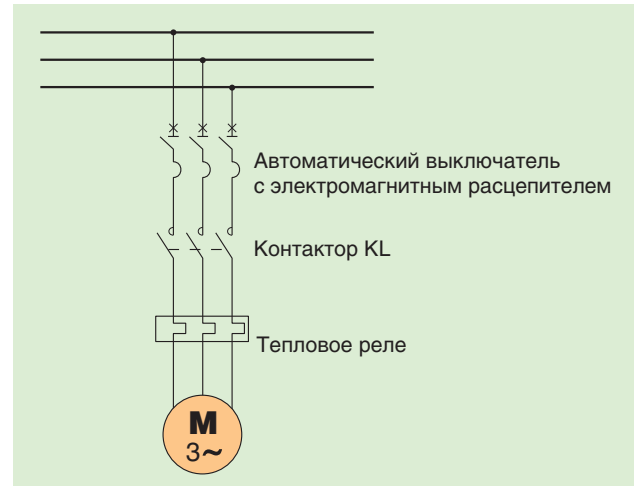 Автоматический выключатель
с электромагнитным расцепителем
Контактор KL
Тепловое реле
M
3~